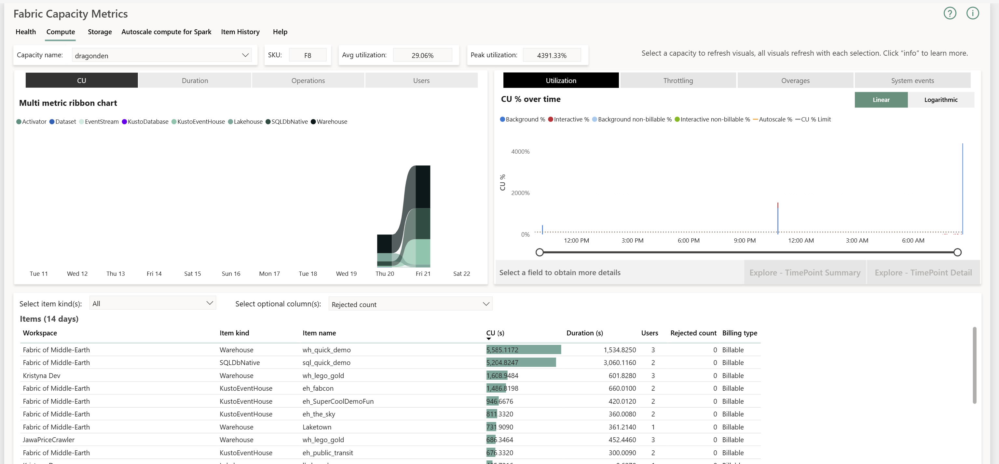 Fabric Capacity Metrics
Health Compute Storage Autoscale compute for Spark Item History Help
Capacity name: dragonden SKU: F8 Avg utilization: 29.06% Peak utilization: 4391.33% Select a capacity to refresh visuals, all visuals refresh with each selection. Click “info” to learn more.
CU Duration Operations Users
Multi metric ribbon chart
Activator Dataset EventStream KustoDatabase KustoEventHouse Lakehouse SQLDbNative Warehouse
Tue 11 Wed 12 Thu 13 Fri 14 Sat 15 Sun 16 Mon 17 Tue 18 Wed 19 Thu 20 Fri 21 Sat 22
Utilization Throttling Overages System events
CU % over time
Linear Logarithmic
Background % Interactive % Background non-billable % Interactive non-billable % Autoscale % CU % Limit
CU %
4000%
2000%
0%
12:00 PM 3:00 PM 6:00 PM 9:00 PM 12:00 AM 3:00 AM 6:00 AM
Select a field to obtain more details Explore - TimePoint Summary Explore - TimePoint Detail
Select item kind(s): All Select optional column(s): Rejected count
Items (14 days)
Workspace Item kind Item name CU (s) Duration (s) Users Rejected count Billing type
Fabric of Middle-Earth Warehouse wh_quick_demo 5,585.1172 1,534.8250 3 0 Billable
Fabric of Middle-Earth SQLDbNative sql_quick_demo 5,204.8247 3,060.1160 2 0 Billable
Kristyna Dev Warehouse wh_lego_gold 1,608.9484 601.8280 3 0 Billable
Fabric of Middle-Earth KustoEventHouse eh_fabcon 1,486.8198 660.0100 2 0 Billable
Fabric of Middle-Earth KustoEventHouse eh_SuperCoolDemoFun 946.6676 420.0120 2 0 Billable
Fabric of Middle-Earth KustoEventHouse eh_the_sky 811.3320 360.0080 2 0 Billable
Fabric of Middle-Earth Warehouse Laketown 731.9090 361.2140 1 0 Billable
JawaPriceCrawler Warehouse wh_lego_gold 686.3464 452.4460 3 0 Billable
Fabric of Middle-Earth KustoEventHouse eh_public_transit 676.3320 300.0090 2 0 Billable